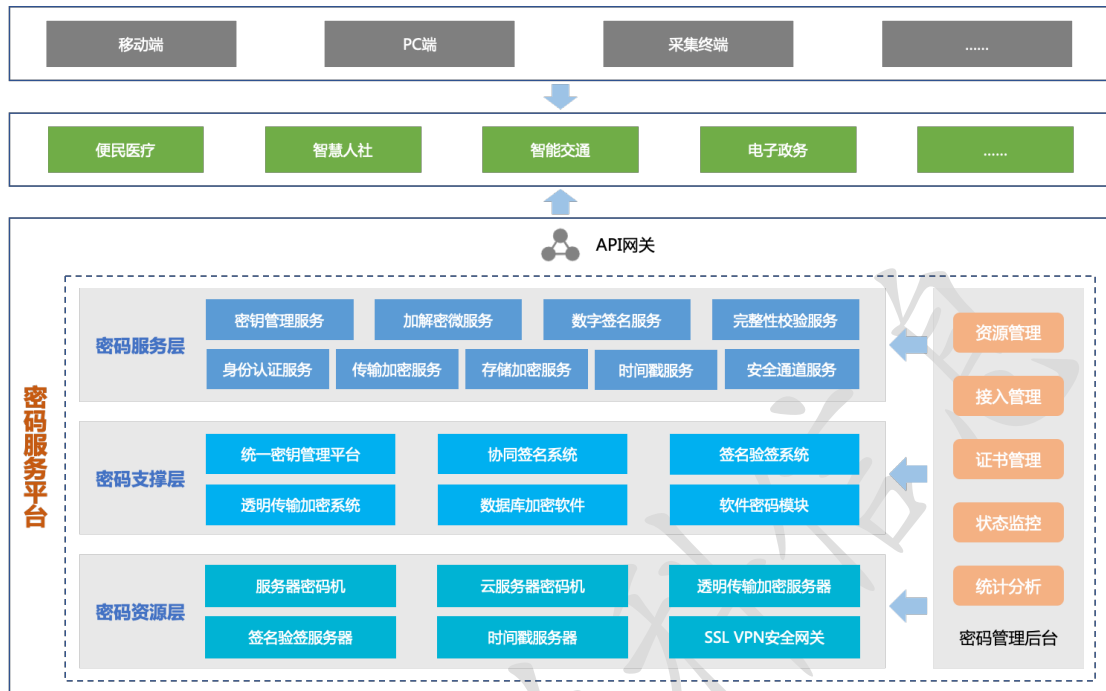 移动端
PC端
采集终端
......
便民医疗
智慧人社
智能交通
电子政务
......
API网关
密码服务平台
密码服务层
密钥管理服务
加解密微服务
数字签名服务
完整性校验服务
身份认证服务
传输加密服务
存储加密服务
时间戳服务
安全通道服务
密码支撑层
统一密钥管理平台
协同签名系统
签名验签系统
透明传输加密系统
数据库加密软件
软件密码模块
密码资源层
服务器密码机
云服务器密码机
透明传输加密服务器
签名验签服务器
时间戳服务器
SSL VPN安全网关
资源管理
接入管理
证书管理
状态监控
统计分析
密码管理后台